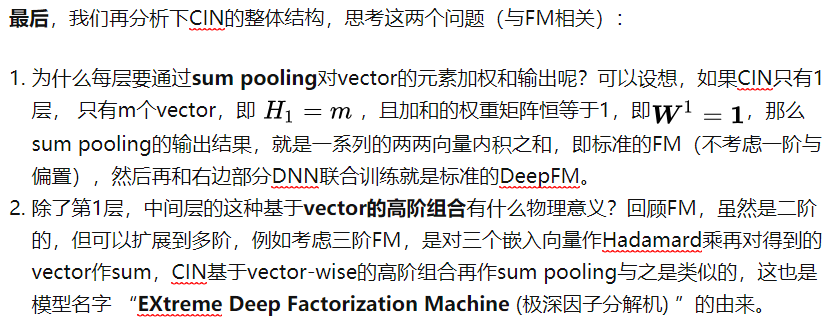 最后，我们再分析下CIN的整体结构，思考这两个问题（与FM相关）：
1. 为什么每层要通过sum pooling对vector的元素加权和输出呢？可以设想，如果CIN只有1
层， 只有m个vector，即 H₁ = m ，且加和的权重矩阵恒等于1，即W¹ = 1，那么
sum pooling的输出结果，就是一系列的两两向量内积之和，即标准的FM（不考虑一阶与
偏置），然后再和右边部分DNN联合训练就是标准的DeepFM。
2. 除了第1层，中间层的这种基于vector的高阶组合有什么物理意义？回顾FM，虽然是二阶
的，但可以扩展到多阶，例如考虑三阶FM，是对三个嵌入向量作Hadamard乘再对得到的
vector作sum，CIN基于vector-wise的高阶组合再作sum pooling与之是类似的，这也是
模型名字 “EXtreme Deep Factorization Machine (极深因子分解机) ”的由来。